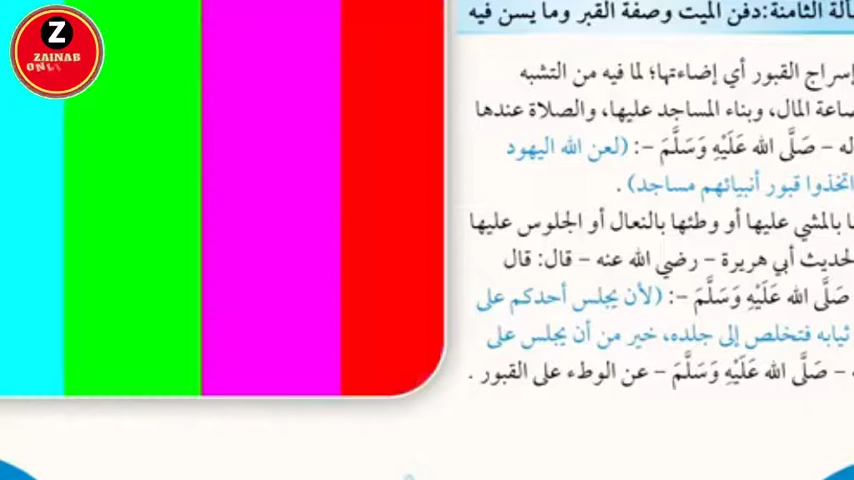 Z
ZAINAB
ألة الثامنة:دفن الميت وصفة القبر وما يسن فيه
إسراج القبور أي إضاءتها؛ لما فيه من التشبه
ضاعة المال، وبناء المساجد عليها، والصلاة عندها
له – صَلَّى الله عَلَيْهِ وَسَلَّمَ –: (لعن الله اليهود
اتخذوا قبور أنبيائهم مساجد) .
ا بالمشي عليها أو وطئها بالنعال أو الجلوس عليها
لحديث أبي هريرة – رضي الله عنه – قال: قال
صَلَّى الله عَلَيْهِ وَسَلَّمَ –: (لأن يجلس أحدكم على
ثيابه فتخلص إلى جلده، خير من أن يجلس على
– صَلَّى الله عَلَيْهِ وَسَلَّمَ – عن الوطء على القبور .